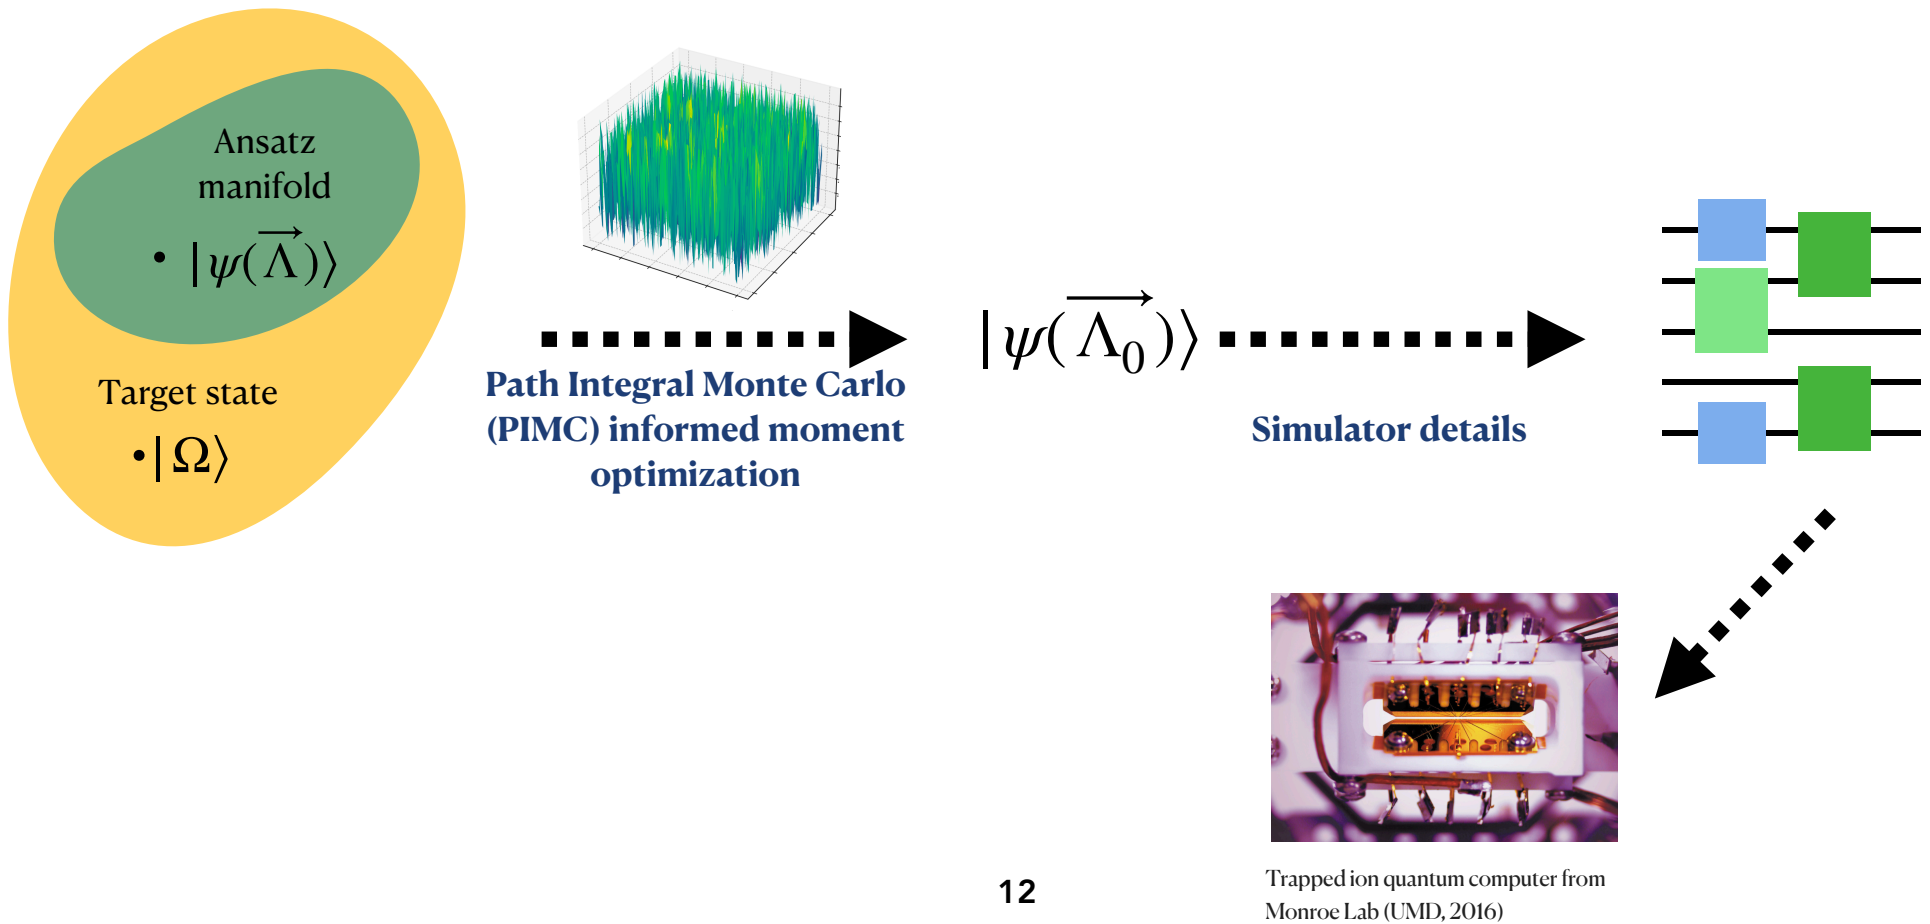 Ansatz
manifold
• |ψ(Λ⃗)⟩
Target state
• |Ω⟩
Path Integral Monte Carlo
(PIMC) informed moment
optimization
|ψ(Λ⃗₀)⟩
Simulator details
Trapped ion quantum computer from
Monroe Lab (UMD, 2016)
12